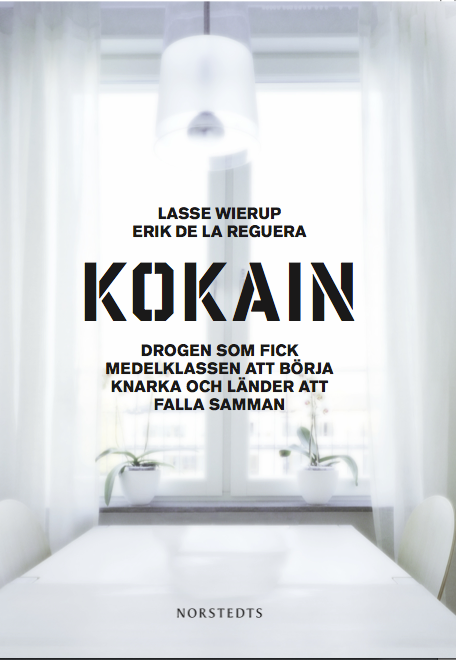 LASSE WIERUP
ERIK DE LA REGUERA
KOKAIN
DROGEN SOM FICK
MEDELKLASSEN ATT BÖRJA
KNARKA OCH LÄNDER ATT
FALLA SAMMAN
NORSTEDTS